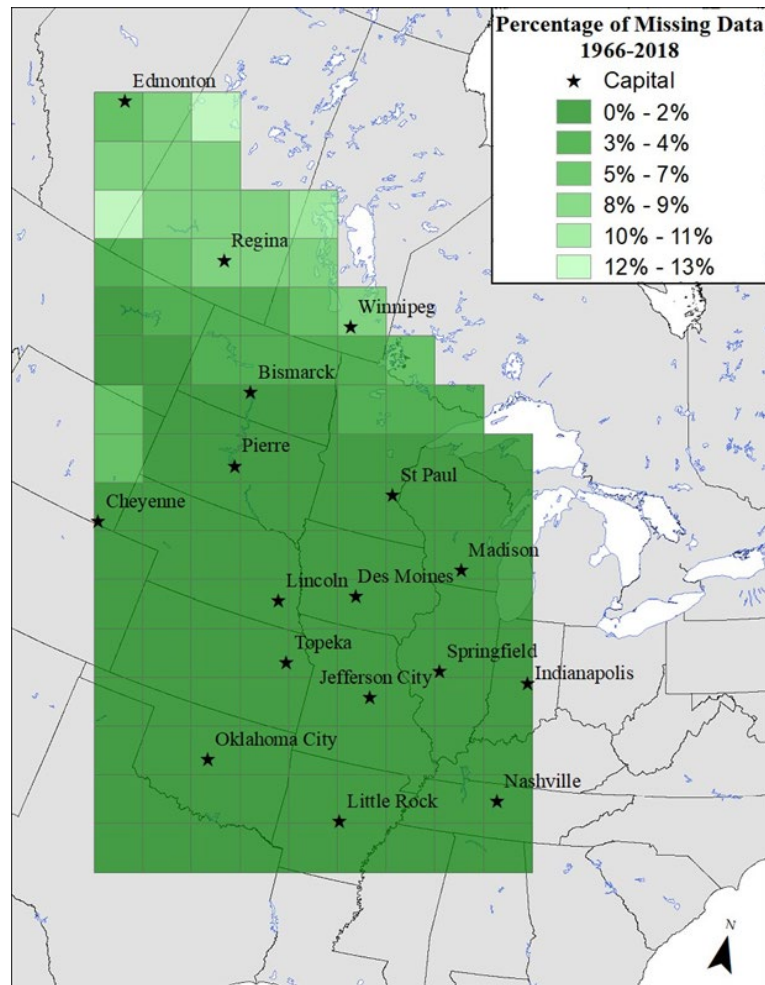 Percentage of Missing Data
1966-2018
Capital
0% - 2%
3% - 4%
5% - 7%
8% - 9%
10% - 11%
12% - 13%
Edmonton
Regina
Winnipeg
Bismarck
Pierre
St Paul
Cheyenne
Madison
Lincoln
Des Moines
Topeka
Springfield
Jefferson City
Indianapolis
Oklahoma City
Nashville
Little Rock
N